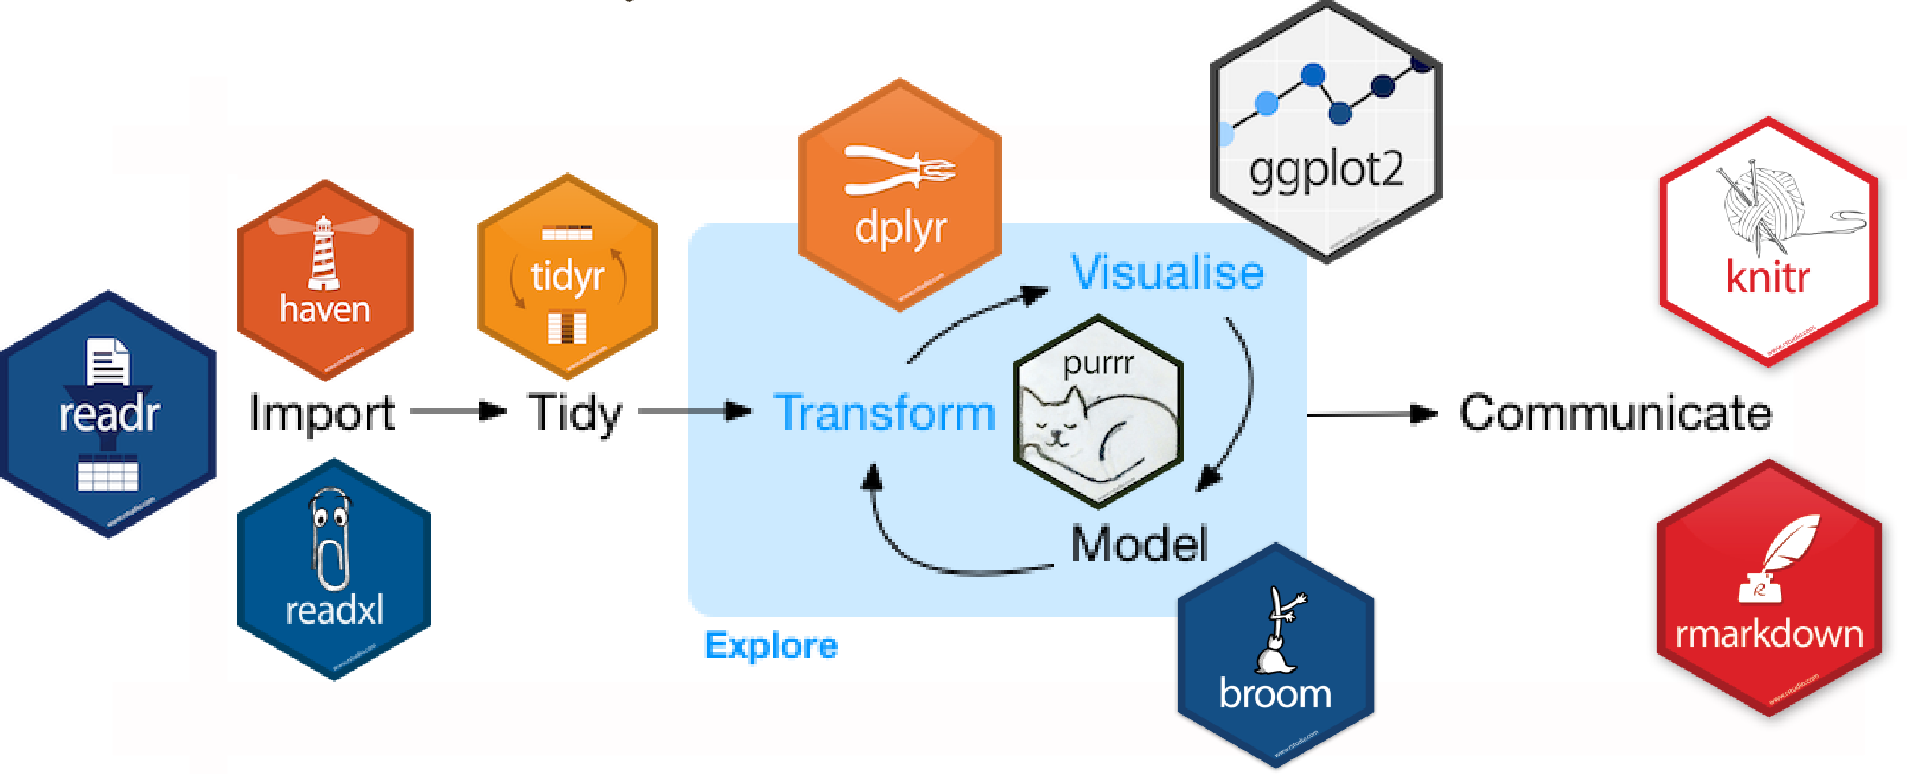 ggplot2
dplyr
knitr
haven
tidyr
Visualise
purrr
readr
Import
Tidy
Transform
Communicate
Model
readxl
Explore
rmarkdown
broom